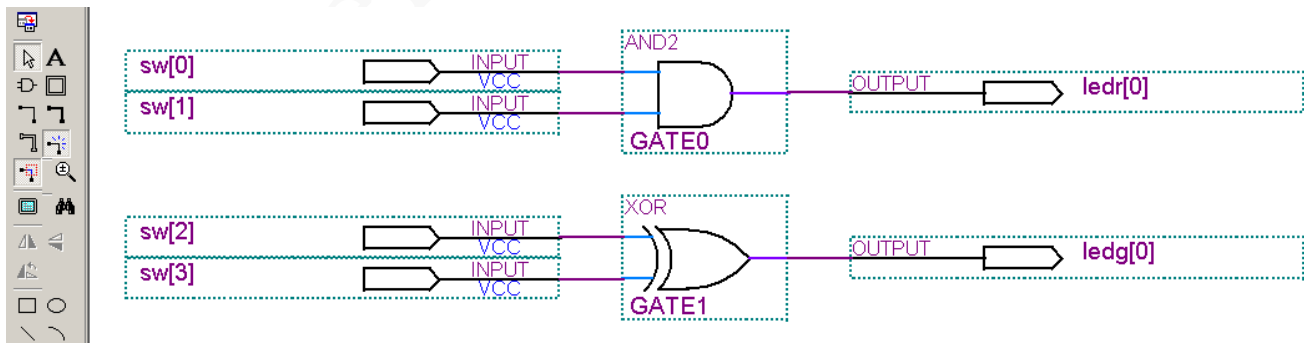 A
AND2
sw[0] INPUT
VCC
OUTPUT ledr[0]
sw[1] INPUT
VCC
GATE0
XOR
sw[2] INPUT
VCC
OUTPUT ledg[0]
sw[3] INPUT
VCC
GATE1